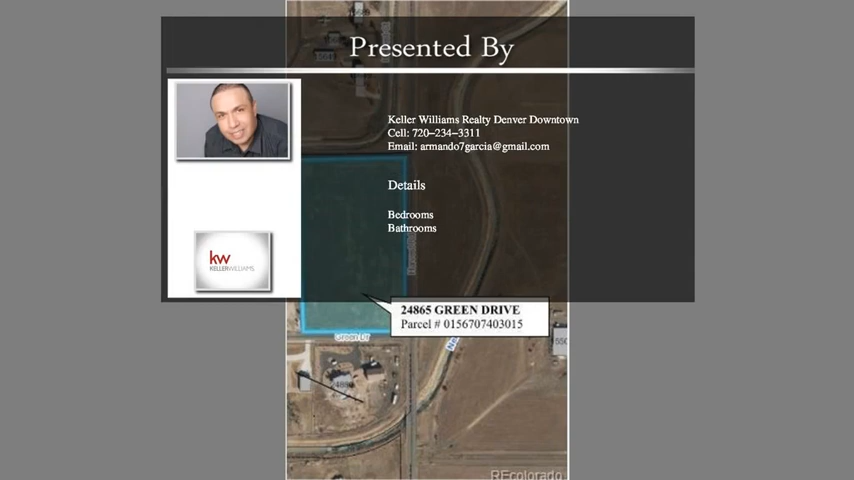 Presented By
Keller Williams Realty Denver Downtown
Cell: 720-234-3311
Email: armando7garcia@gmail.com
Details
Bedrooms
Bathrooms
kw
KELLERWILLIAMS
24865 GREEN DRIVE
Parcel # 0156707403015
Green Dr
REcolorado